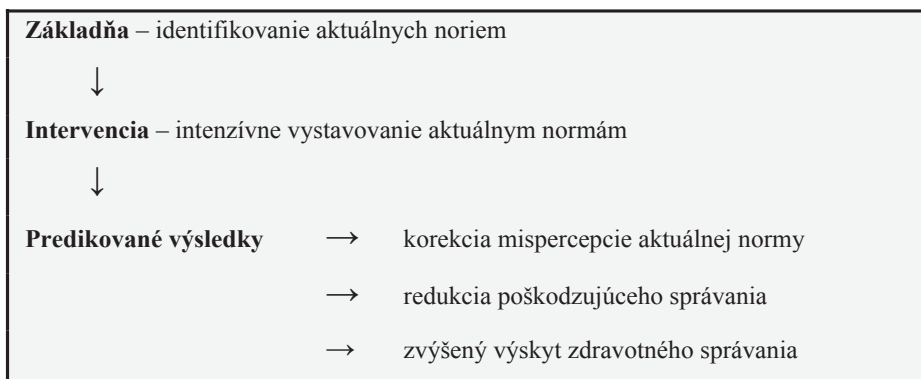 Základňa – identifikovanie aktuálnych noriem
↓
Intervencia – intenzívne vystavovanie aktuálnym normám
↓
Predikované výsledky → korekcia mispercepcie aktuálnej normy
→ redukcia poškodzujúceho správania
→ zvýšený výskyt zdravotného správania